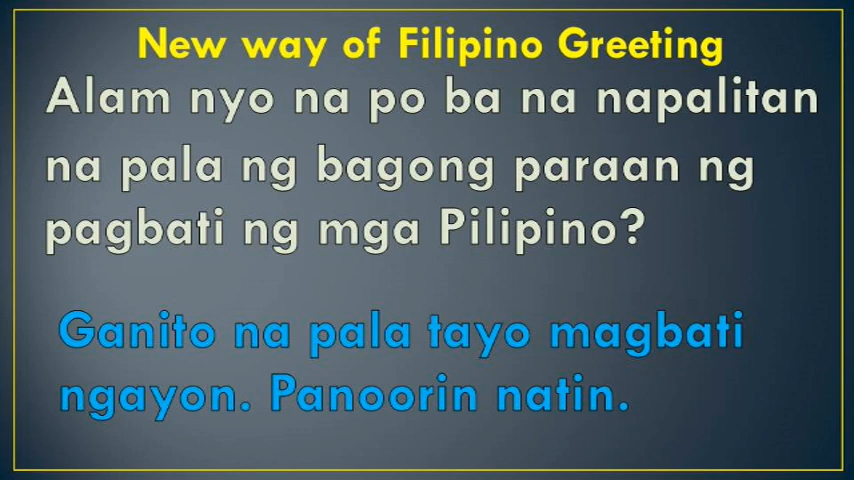 New way of Filipino Greeting
Alam nyo na po ba na napalitan
na pala ng bagong paraan ng
pagbati ng mga Pilipino?
Ganito na pala tayo magbati
ngayon. Panoorin natin.